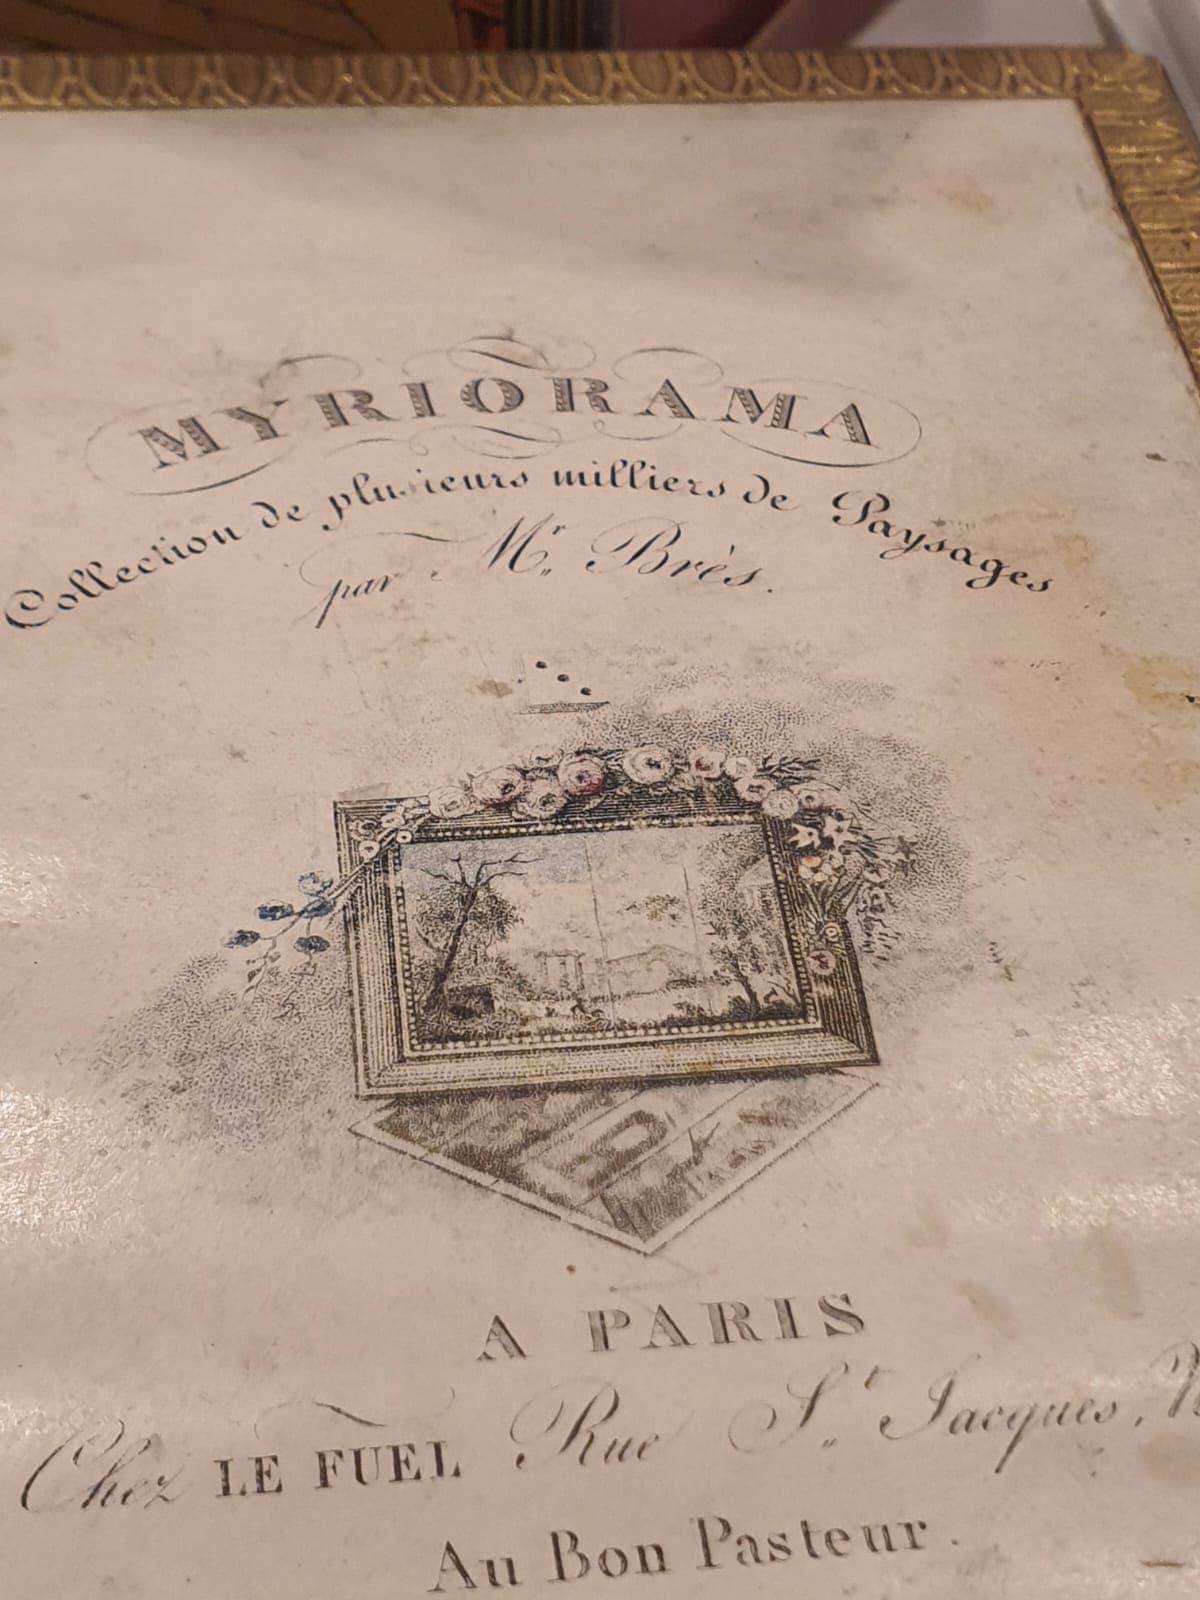 MYRIORAMA
Collection de plusieurs milliers de Paysages
par Mr. Brès.
A PARIS
Chez LE FUEL Rue St. Jacques,
Au Bon Pasteur.